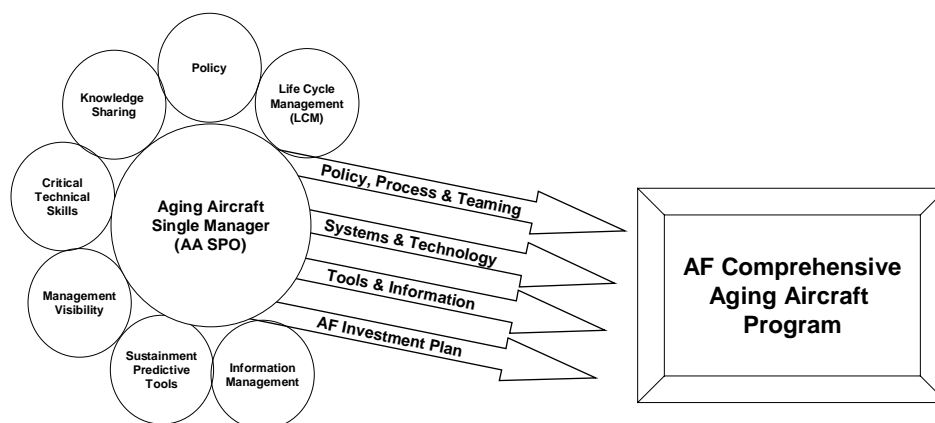 Policy
Life Cycle
Management
(LCM)
Knowledge
Sharing
Critical
Technical
Skills
Aging Aircraft
Single Manager
(AA SPO)
Management
Visibility
Sustainment
Predictive
Tools
Information
Management
Policy, Process & Teaming
Systems & Technology
Tools & Information
AF Investment Plan
AF Comprehensive
Aging Aircraft
Program